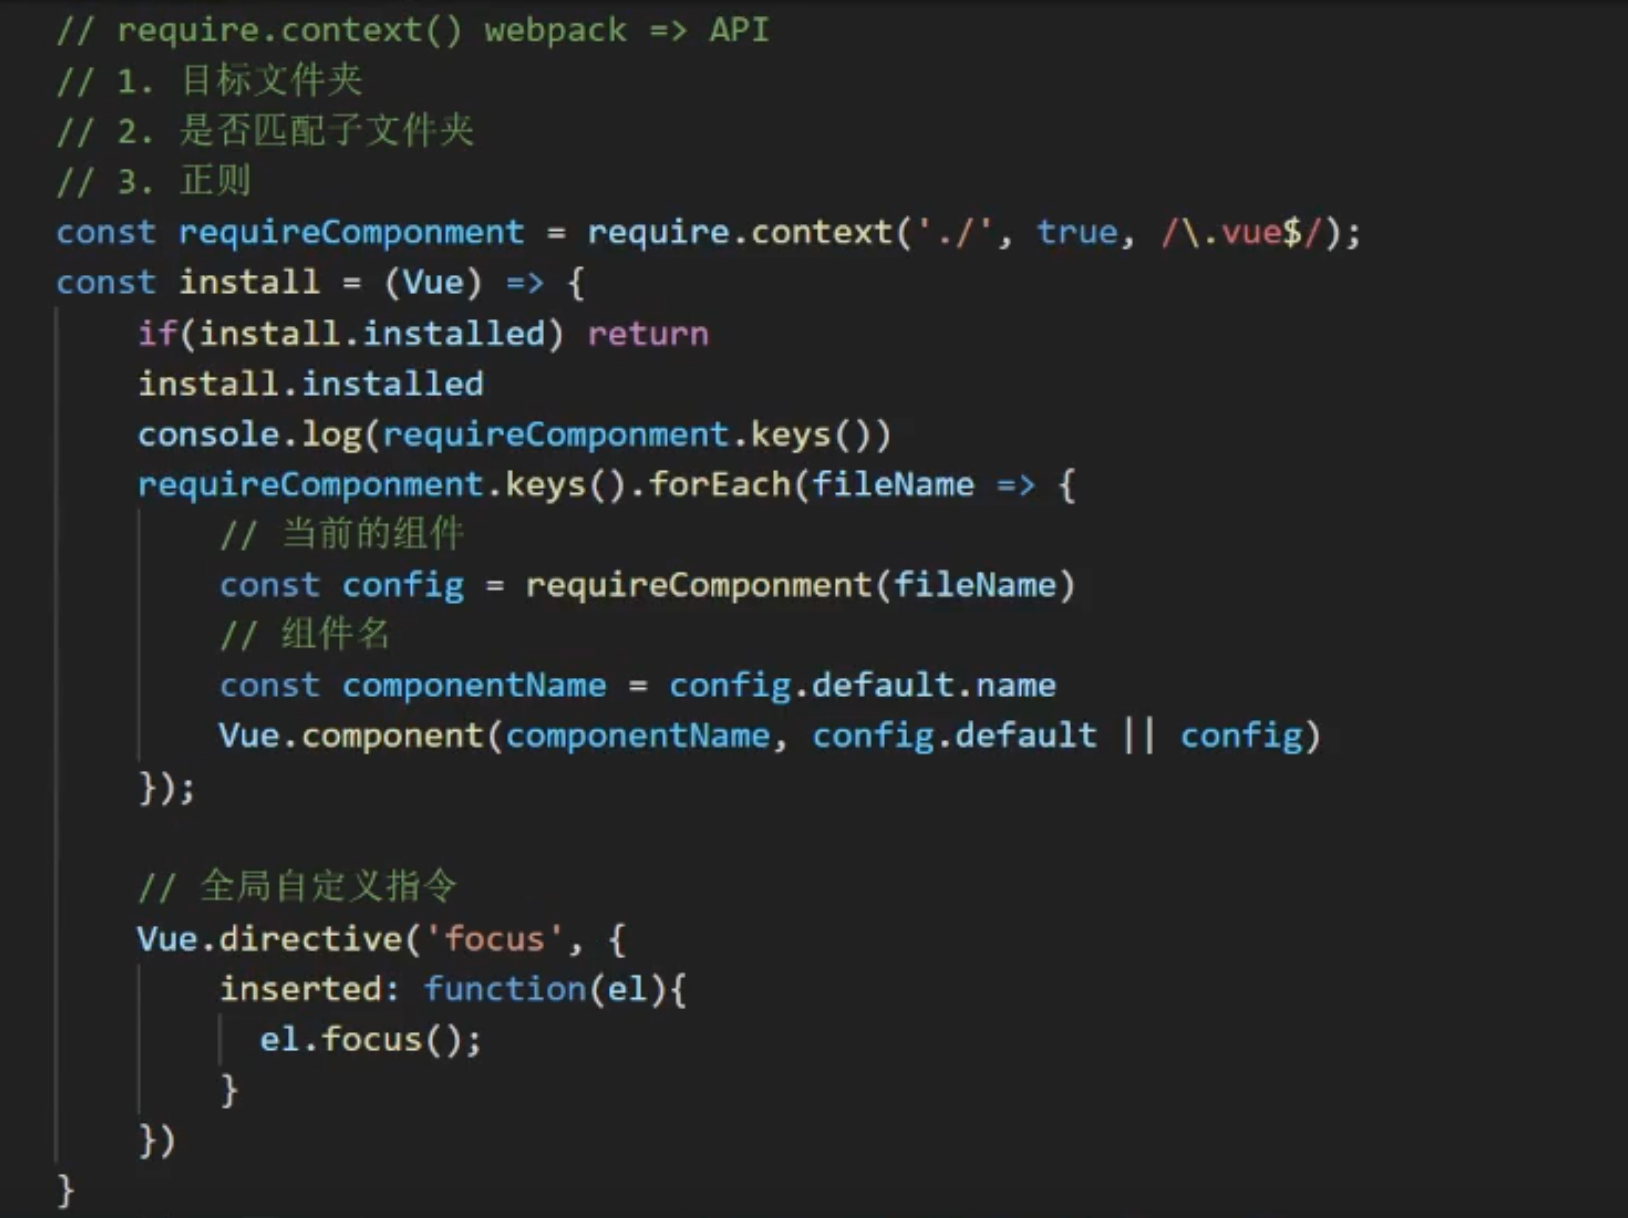 // require.context() webpack => API
// 1. 目标文件夹
// 2. 是否匹配子文件夹
// 3. 正则
const requireComponment = require.context('./', true, /\.vue$/);
const install = (Vue) => {
if(install.installed) return
install.installed
console.log(requireComponment.keys())
requireComponment.keys().forEach(fileName => {
// 当前的组件
const config = requireComponment(fileName)
// 组件名
const componentName = config.default.name
Vue.component(componentName, config.default || config)
});
// 全局自定义指令
Vue.directive('focus', {
inserted: function(el){
el.focus();
}
})
}